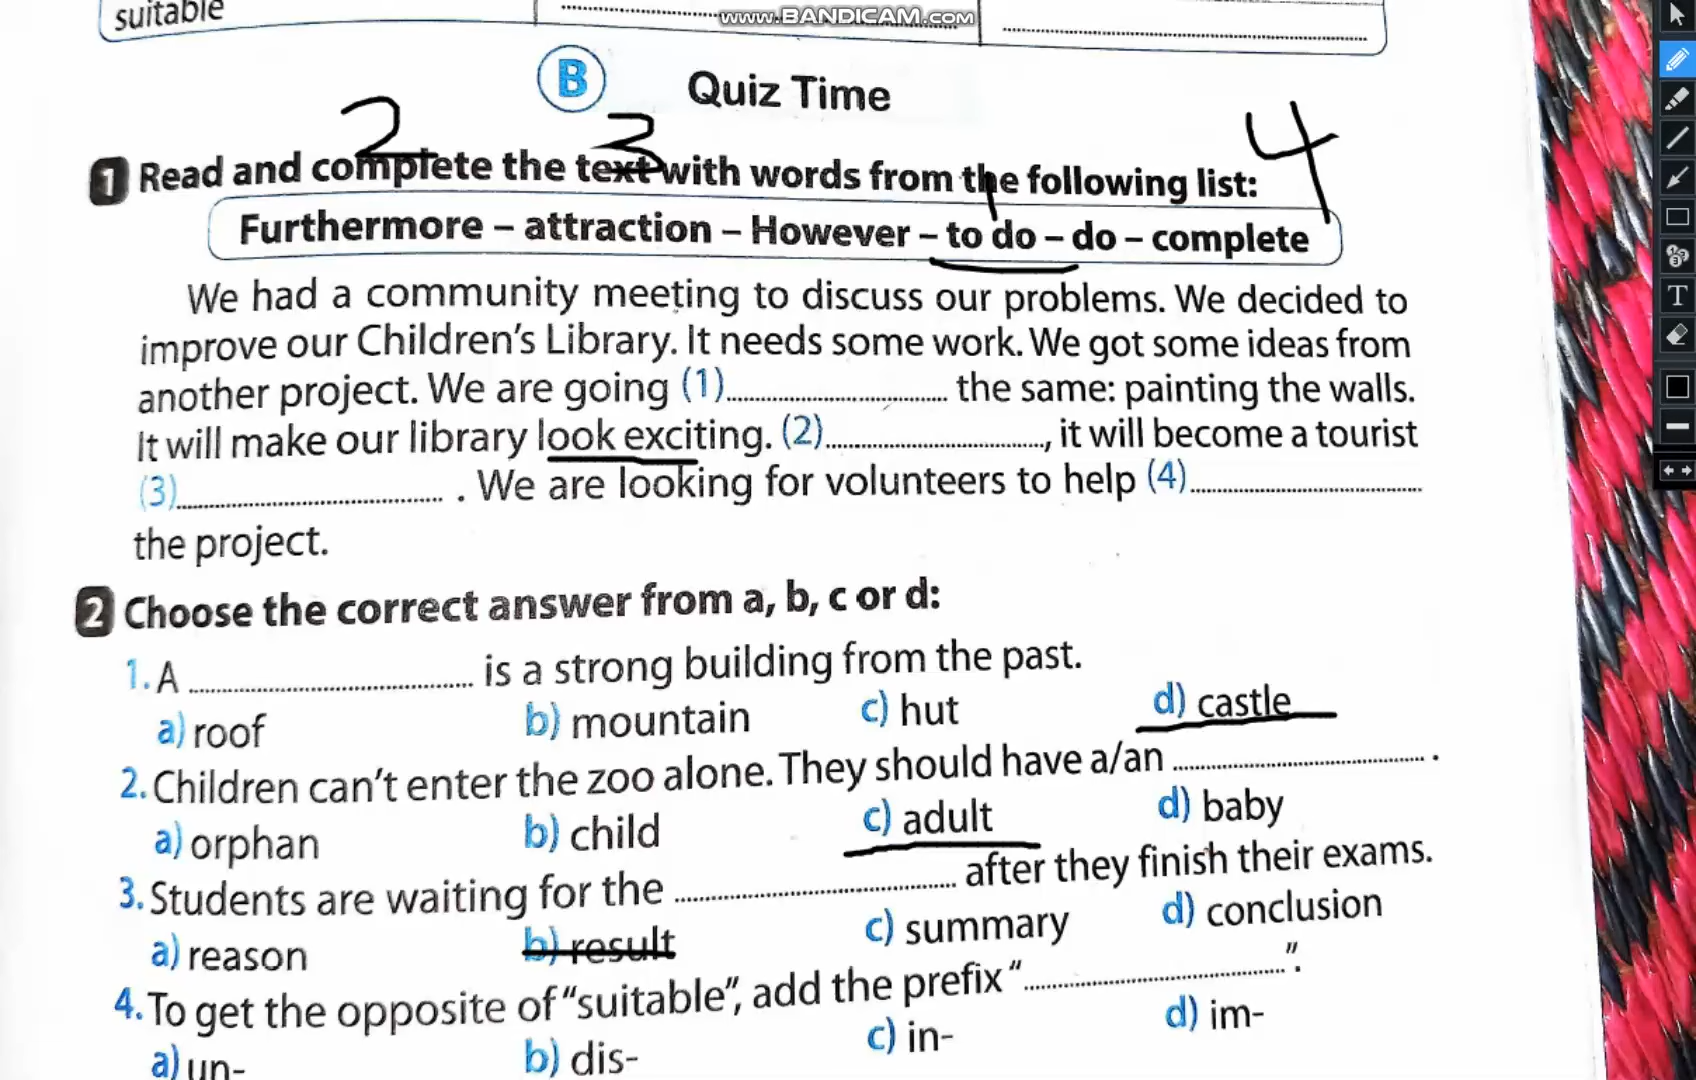 suitable
www.BANDICAM.com
B Quiz Time
2 3 4
1 Read and complete the text with words from the following list:
1
Furthermore – attraction – However – to do – do – complete
We had a community meeting to discuss our problems. We decided to
improve our Children's Library. It needs some work. We got some ideas from
another project. We are going (1)........................ the same: painting the walls.
It will make our library look exciting. (2)........................, it will become a tourist
(3)........................ . We are looking for volunteers to help (4)........................
the project.
2 Choose the correct answer from a, b, c or d:
1. A ........................ is a strong building from the past.
a) roof b) mountain c) hut d) castle
2. Children can't enter the zoo alone. They should have a/an ........................ .
a) orphan b) child c) adult d) baby
3. Students are waiting for the ........................ after they finish their exams.
a) reason b) result c) summary d) conclusion
4. To get the opposite of "suitable", add the prefix "........................".
a) un- b) dis- c) in- d) im-